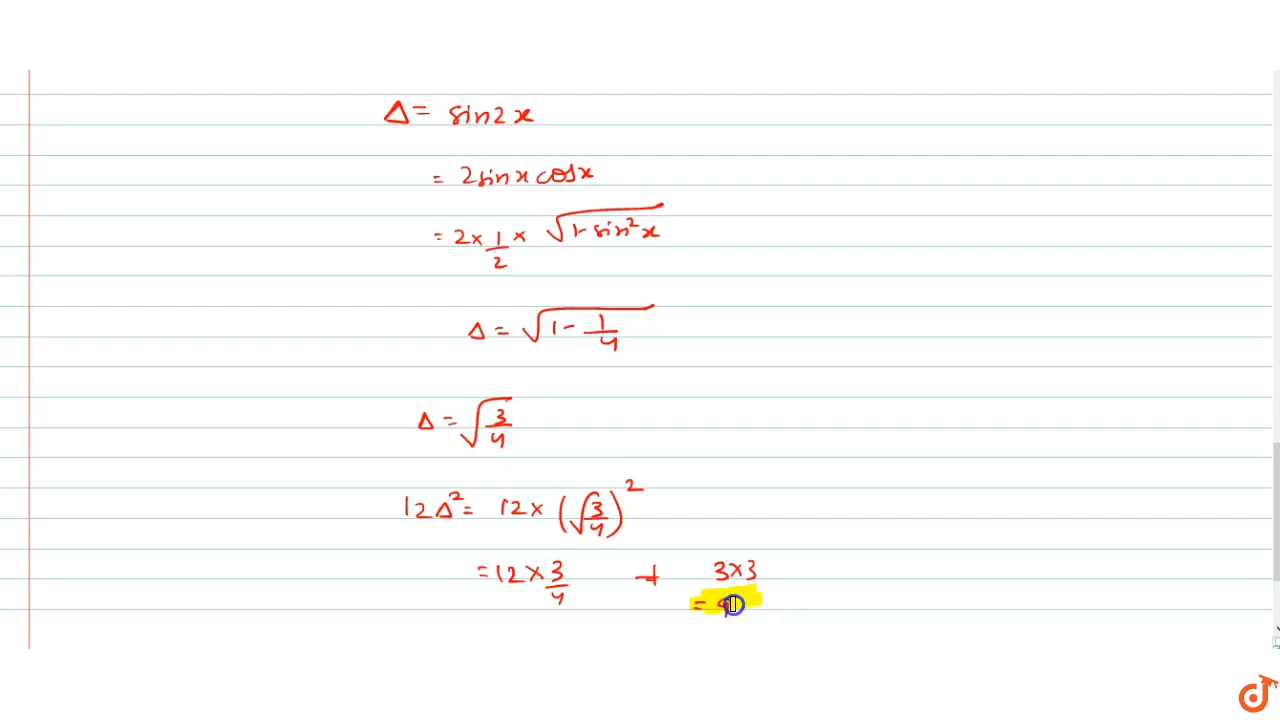 Δ = sin2x
= 2sinx cosx
= 2 × 1/2 × √(1-sin²x)
Δ = √(1 - 1/4)
Δ = √(3/4)
12Δ² = 12 × (√(3/4))²
= 12 × 3/4 → 3×3
= 9